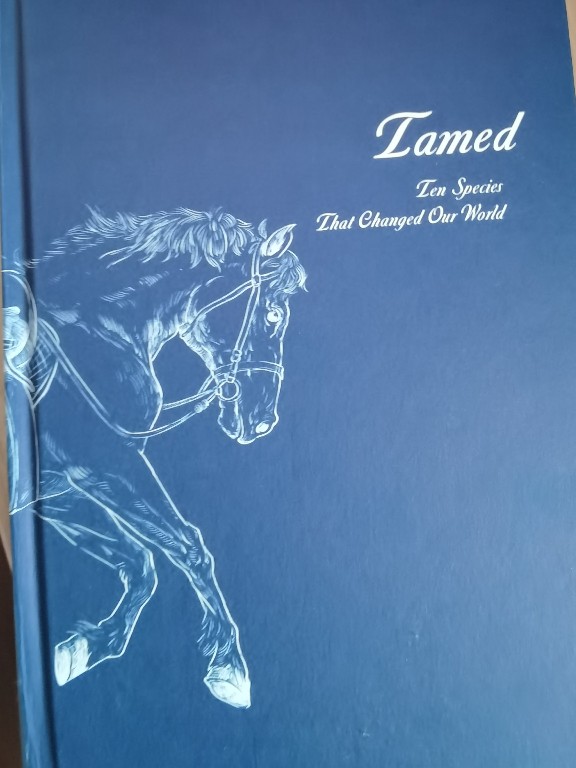 Tamed
Ten Species
That Changed Our World